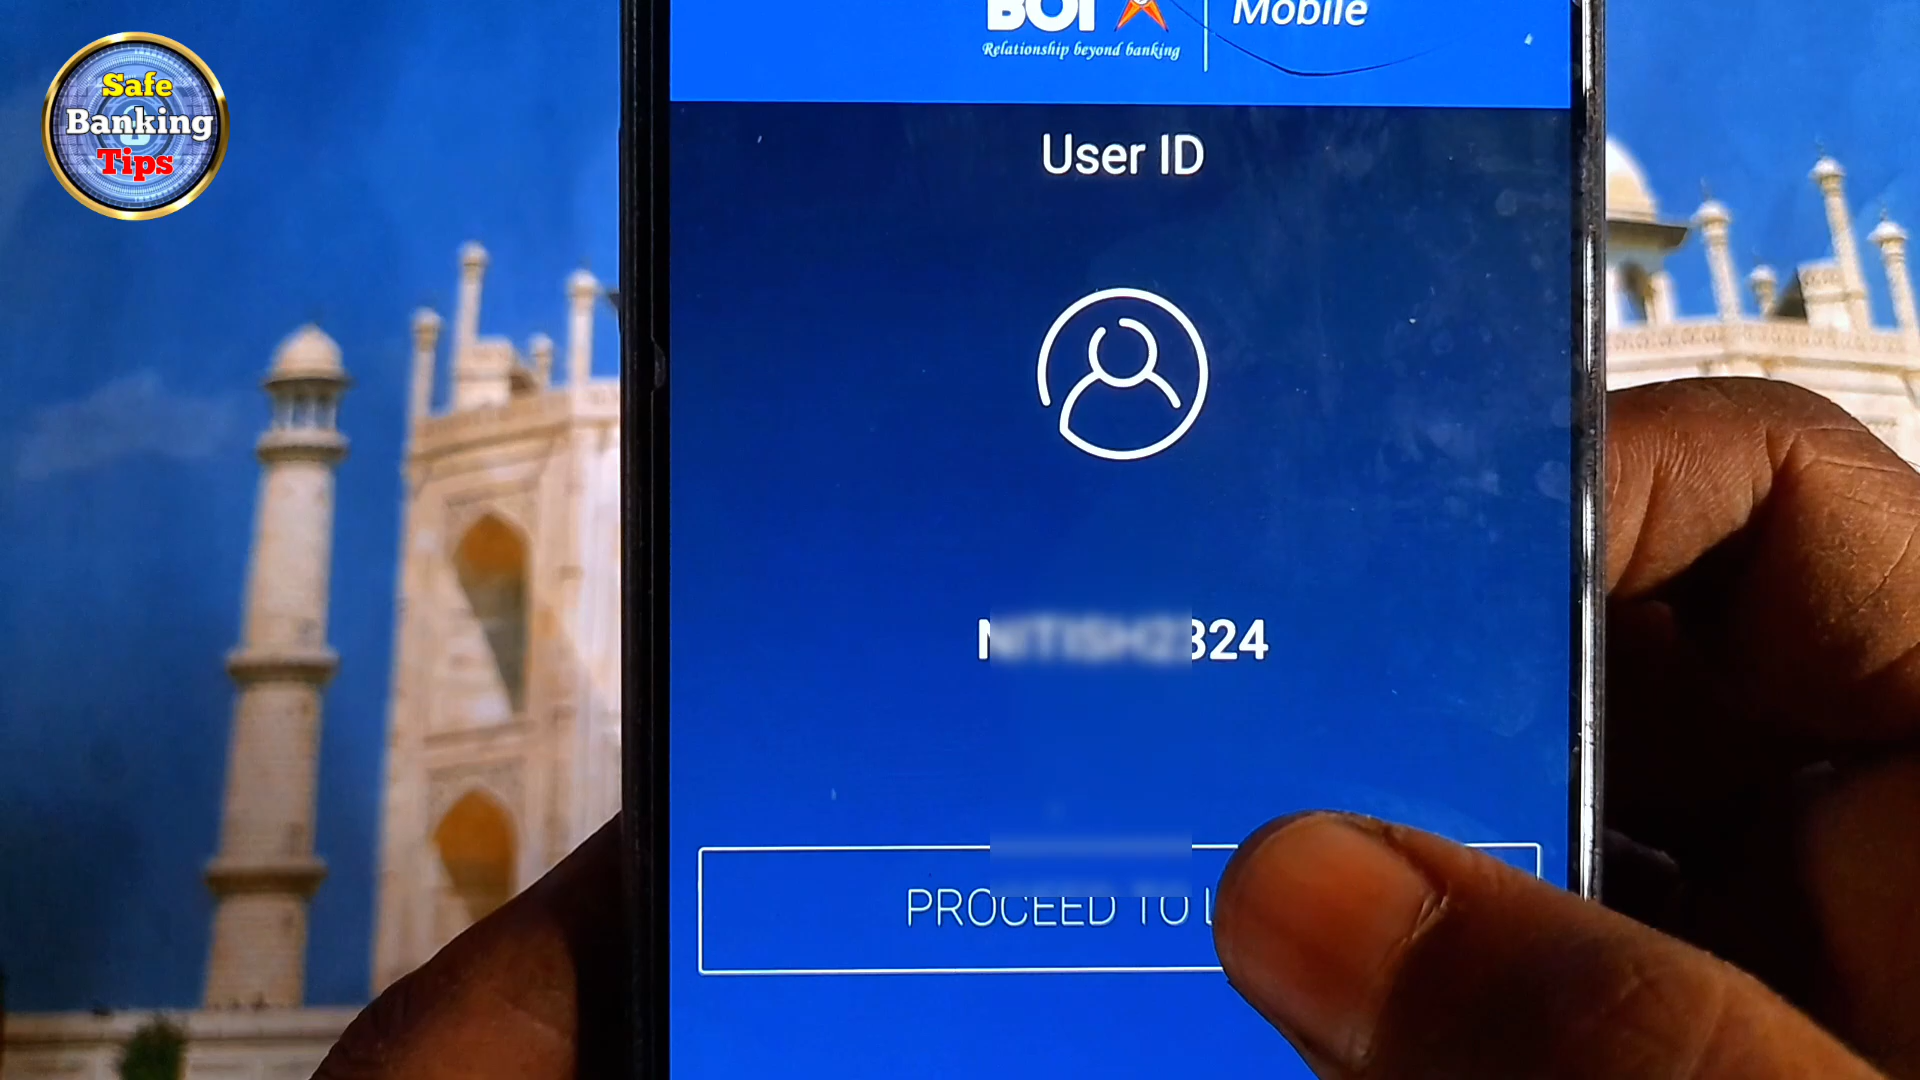 Safe
Banking
Tips
BOI
Mobile
Relationship beyond banking
User ID
324
PROCEED TO L